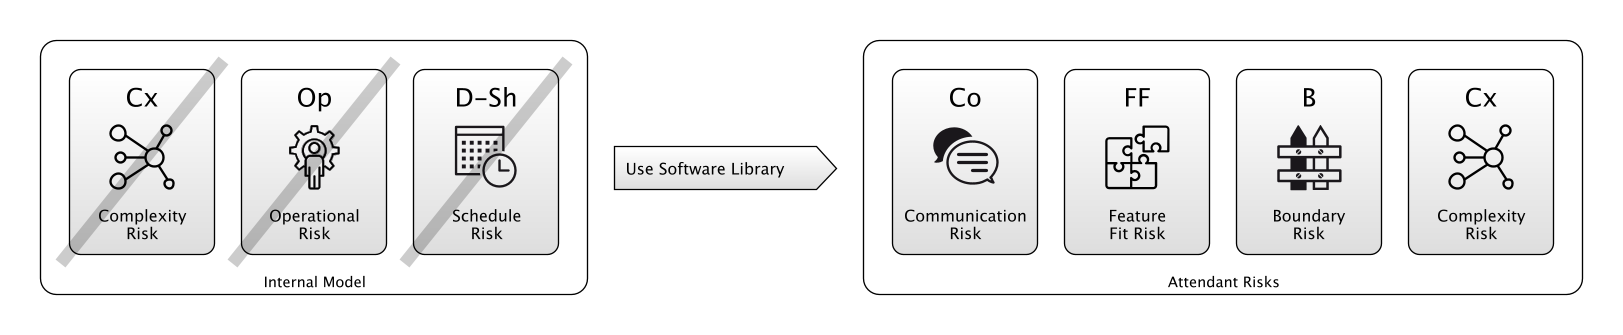 Cx
Complexity
Risk
Op
Operational
Risk
D-Sh
Schedule
Risk
Internal Model
Use Software Library
Co
Communication
Risk
FF
Feature
Fit Risk
B
Boundary
Risk
Cx
Complexity
Risk
Attendant Risks